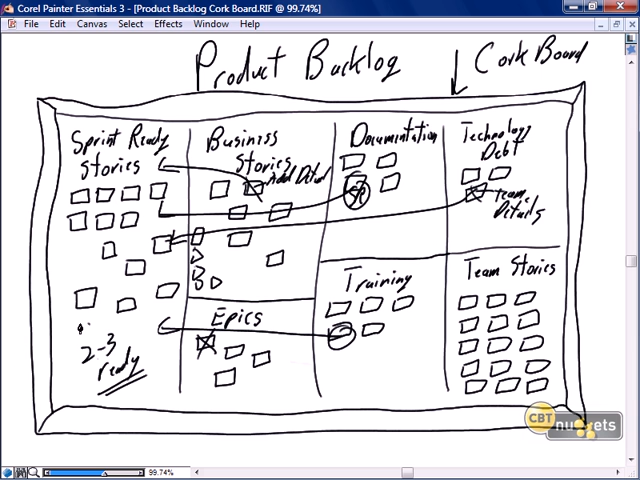 Corel Painter Essentials 3 - [Product Backlog Cork Board.RIF @ 99.74%]
File Edit Canvas Select Effects Window Help
Product Backlog
Cork Board
Sprint Ready
Stories
Business
Stories
Add Detail
Documentation
Technology
Debt
Team
Details
Training
Team Stories
Epics
2-3
ready
CBT
nuggets
99.74%